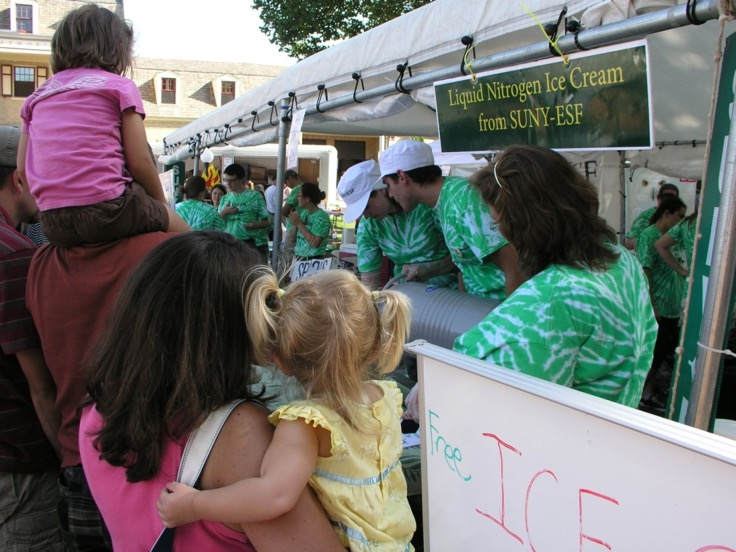 Liquid Nitrogen Ice Cream
from SUNY-ESF
Free
ICE